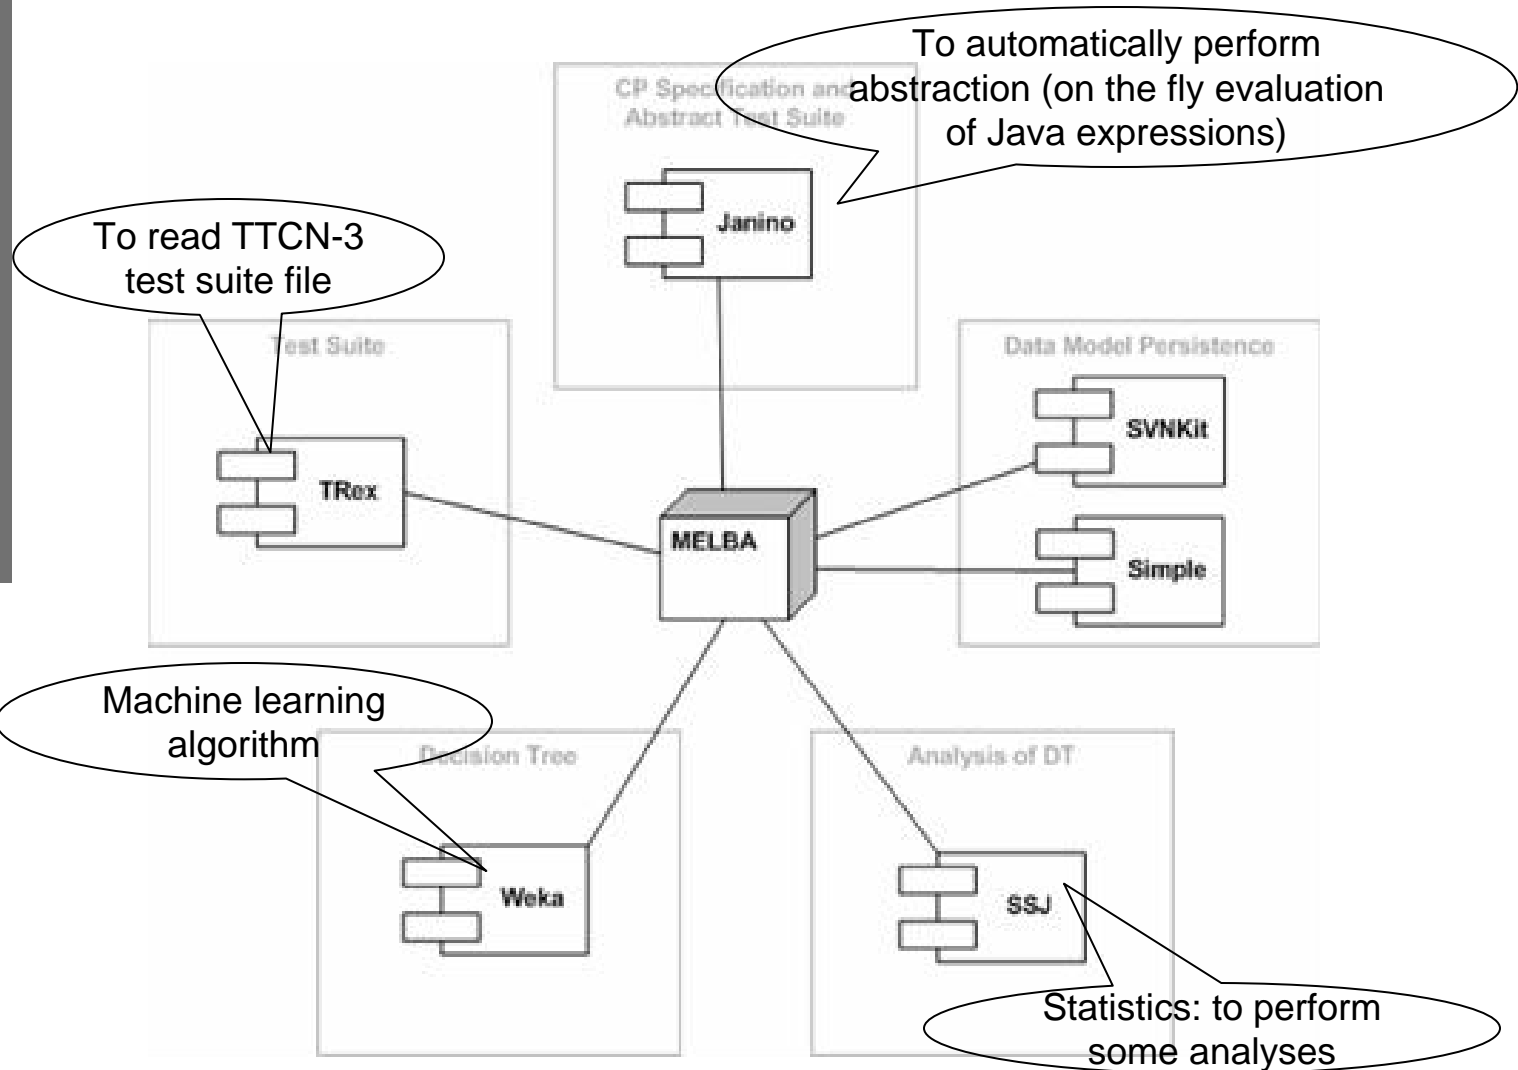 To automatically perform
abstraction (on the fly evaluation
of Java expressions)
CP Specification and
Abstract Test Suite
Janino
To read TTCN-3
test suite file
Test Suite
TRex
Data Model Persistence
SVNKit
Simple
MELBA
Machine learning
algorithm
Decision Tree
Weka
Analysis of DT
SSJ
Statistics: to perform
some analyses